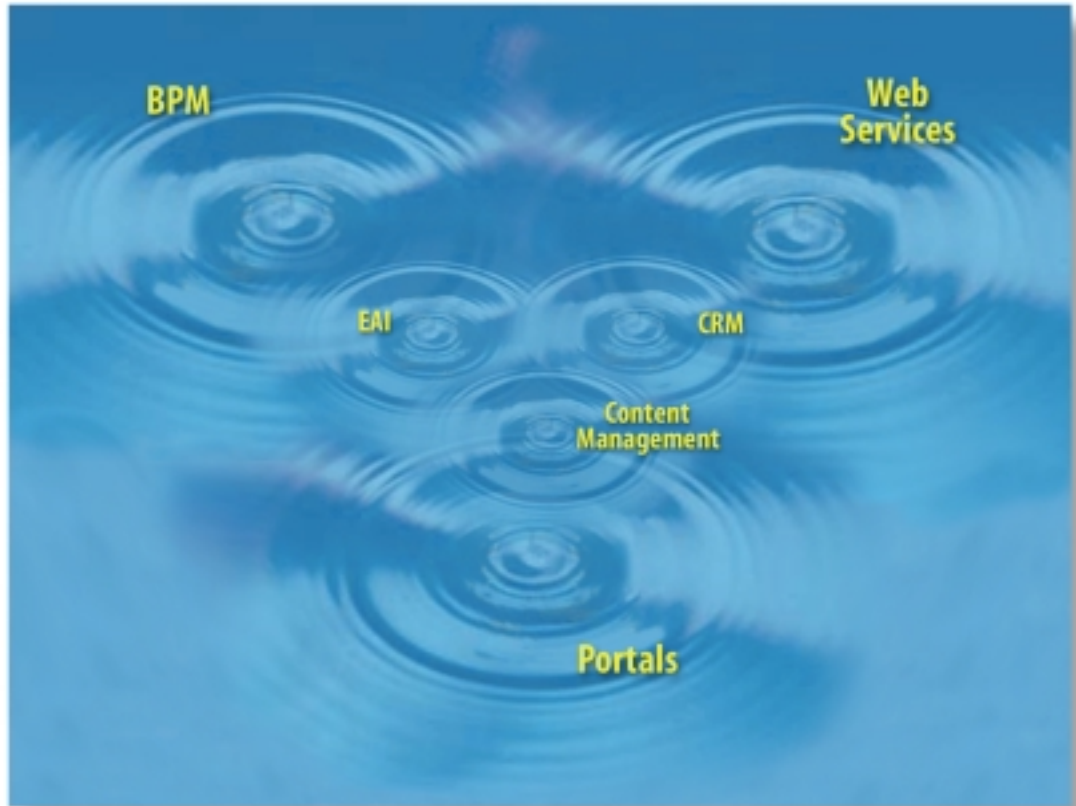 BPM
Web
Services
EAI
CRM
Content
Management
Portals